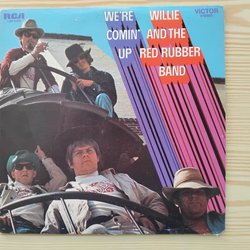 RCA
VICTOR
WE'RE WILLIE
COMIN' AND THE
UP RED RUBBER
BAND